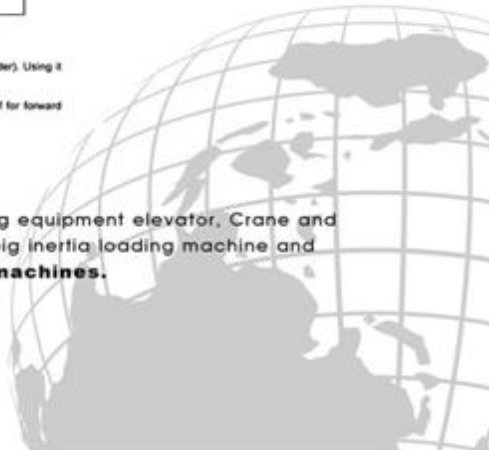 der). Using it
f for forward
g equipment elevator, Crane and
big inertia loading machine and
machines.